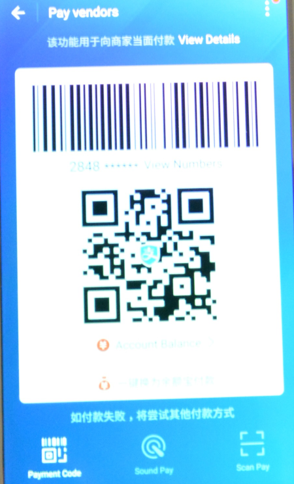 Pay vendors
该功能用于向商家当面付款 View Details
2848 ****** View Numbers
Account Balance
如付款失败，将尝试其他付款方式
Payment Code
Sound Pay
Scan Pay